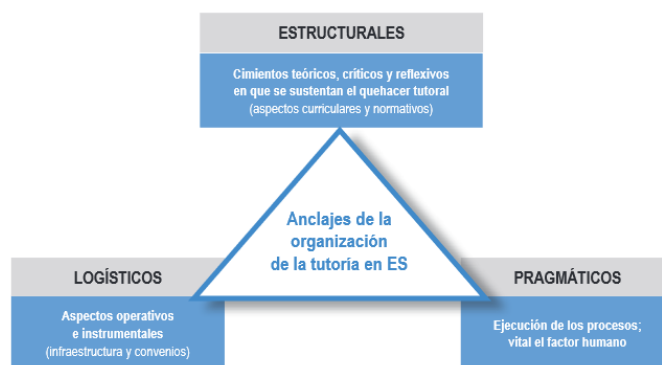 ESTRUCTURALES
Cimientos teóricos, críticos y reflexivos
en que se sustentan el quehacer tutoral
(aspectos curriculares y normativos)
Anclajes de la
organización
de la tutoría en ES
LOGÍSTICOS
Aspectos operativos
e instrumentales
(infraestructura y convenios)
PRAGMÁTICOS
Ejecución de los procesos;
vital el factor humano